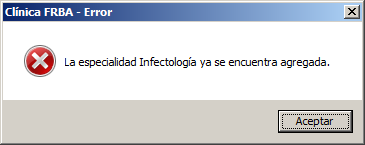 Clínica FRBA - Error
La especialidad Infectología ya se encuentra agregada.
Aceptar